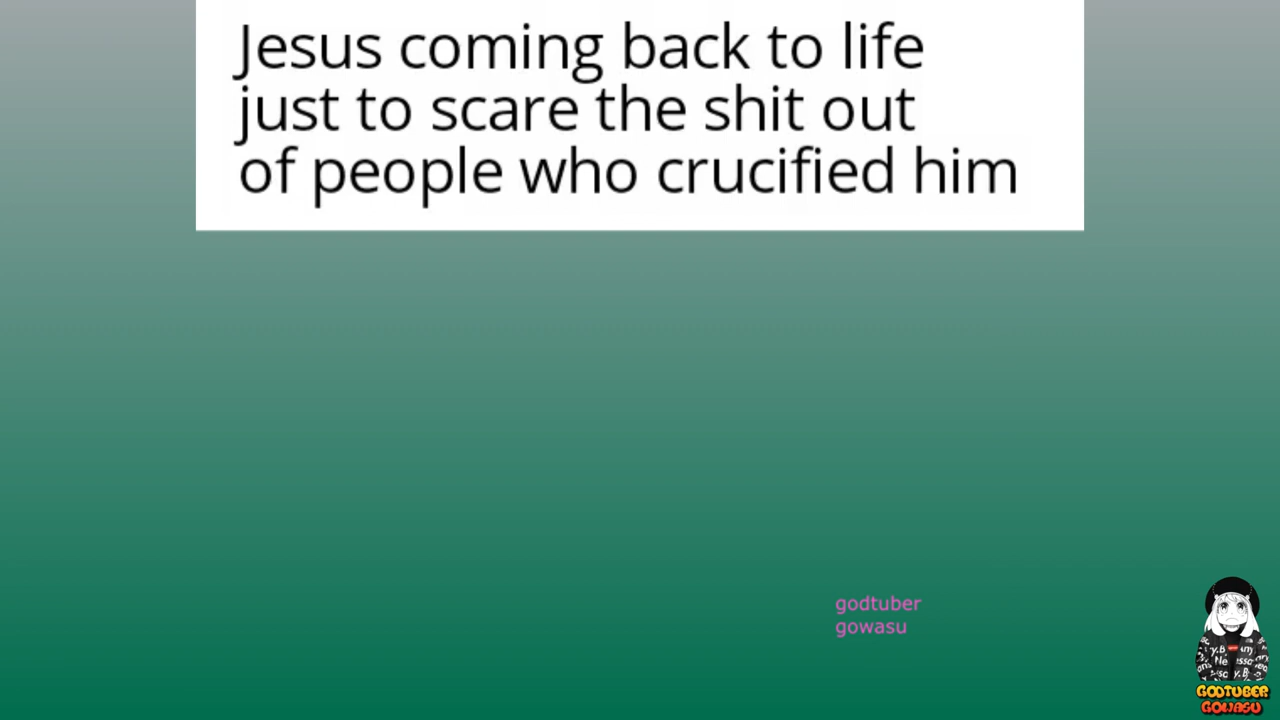 Jesus coming back to life
just to scare the shit out
of people who crucified him
godtuber
gowasu
GODTUBER
GOWASU